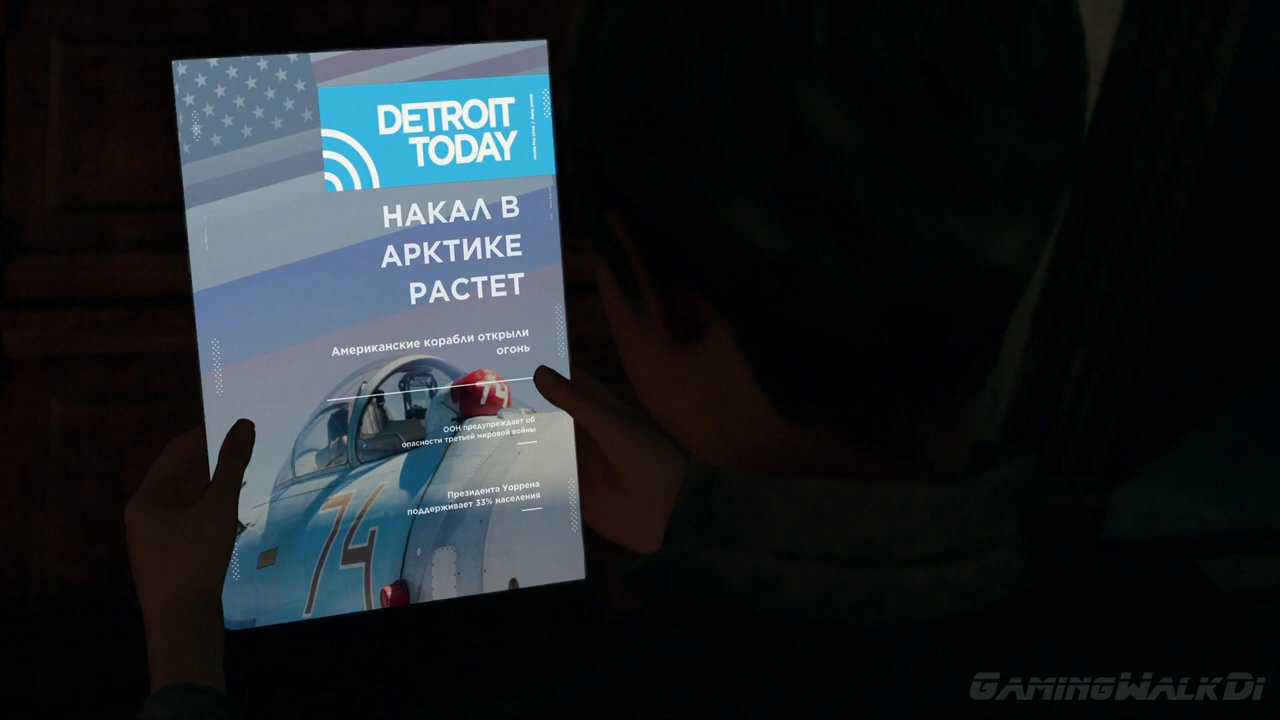 DETROIT
TODAY
НАКАЛ В
АРКТИКЕ
РАСТЕТ
Американские корабли открыли
огонь
74
ООН предупреждает об
опасности третьей мировой войны
Президента Уоррена
поддерживает 33% населения
74
GAMINGWALKDI